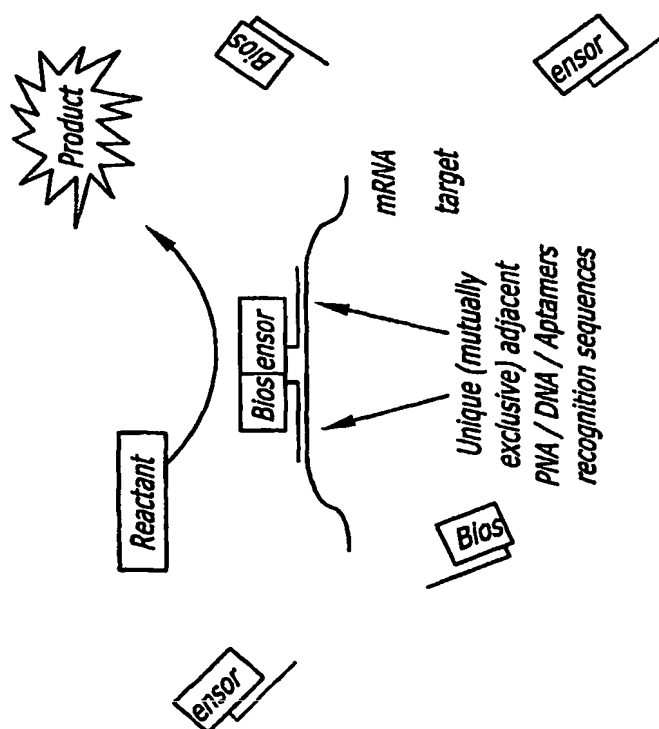 Product
Reactant
Bios
ensor
Bios
ensor
mRNA
target
Bios
ensor
Unique (mutually
exclusive) adjacent
PNA / DNA / Aptamers
recognition sequences